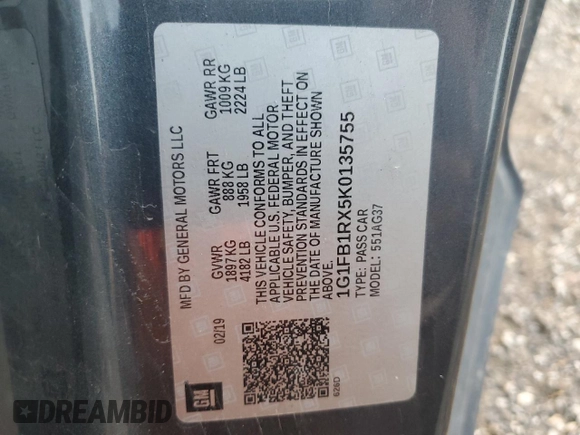 MFD BY GENERAL MOTORS LLC
02/19
GVWR
1897 KG
4182 LB
GAWR FRT
888 KG
1958 LB
GAWR RR
1009 KG
2224 LB
THIS VEHICLE CONFORMS TO ALL
APPLICABLE U.S. FEDERAL MOTOR
VEHICLE SAFETY, BUMPER, AND THEFT
PREVENTION STANDARDS IN EFFECT ON
THE DATE OF MANUFACTURE SHOWN
ABOVE.
1G1FB1RX5K0135755
TYPE: PASS CAR
MODEL: 551AG37
GM
DREAMBID